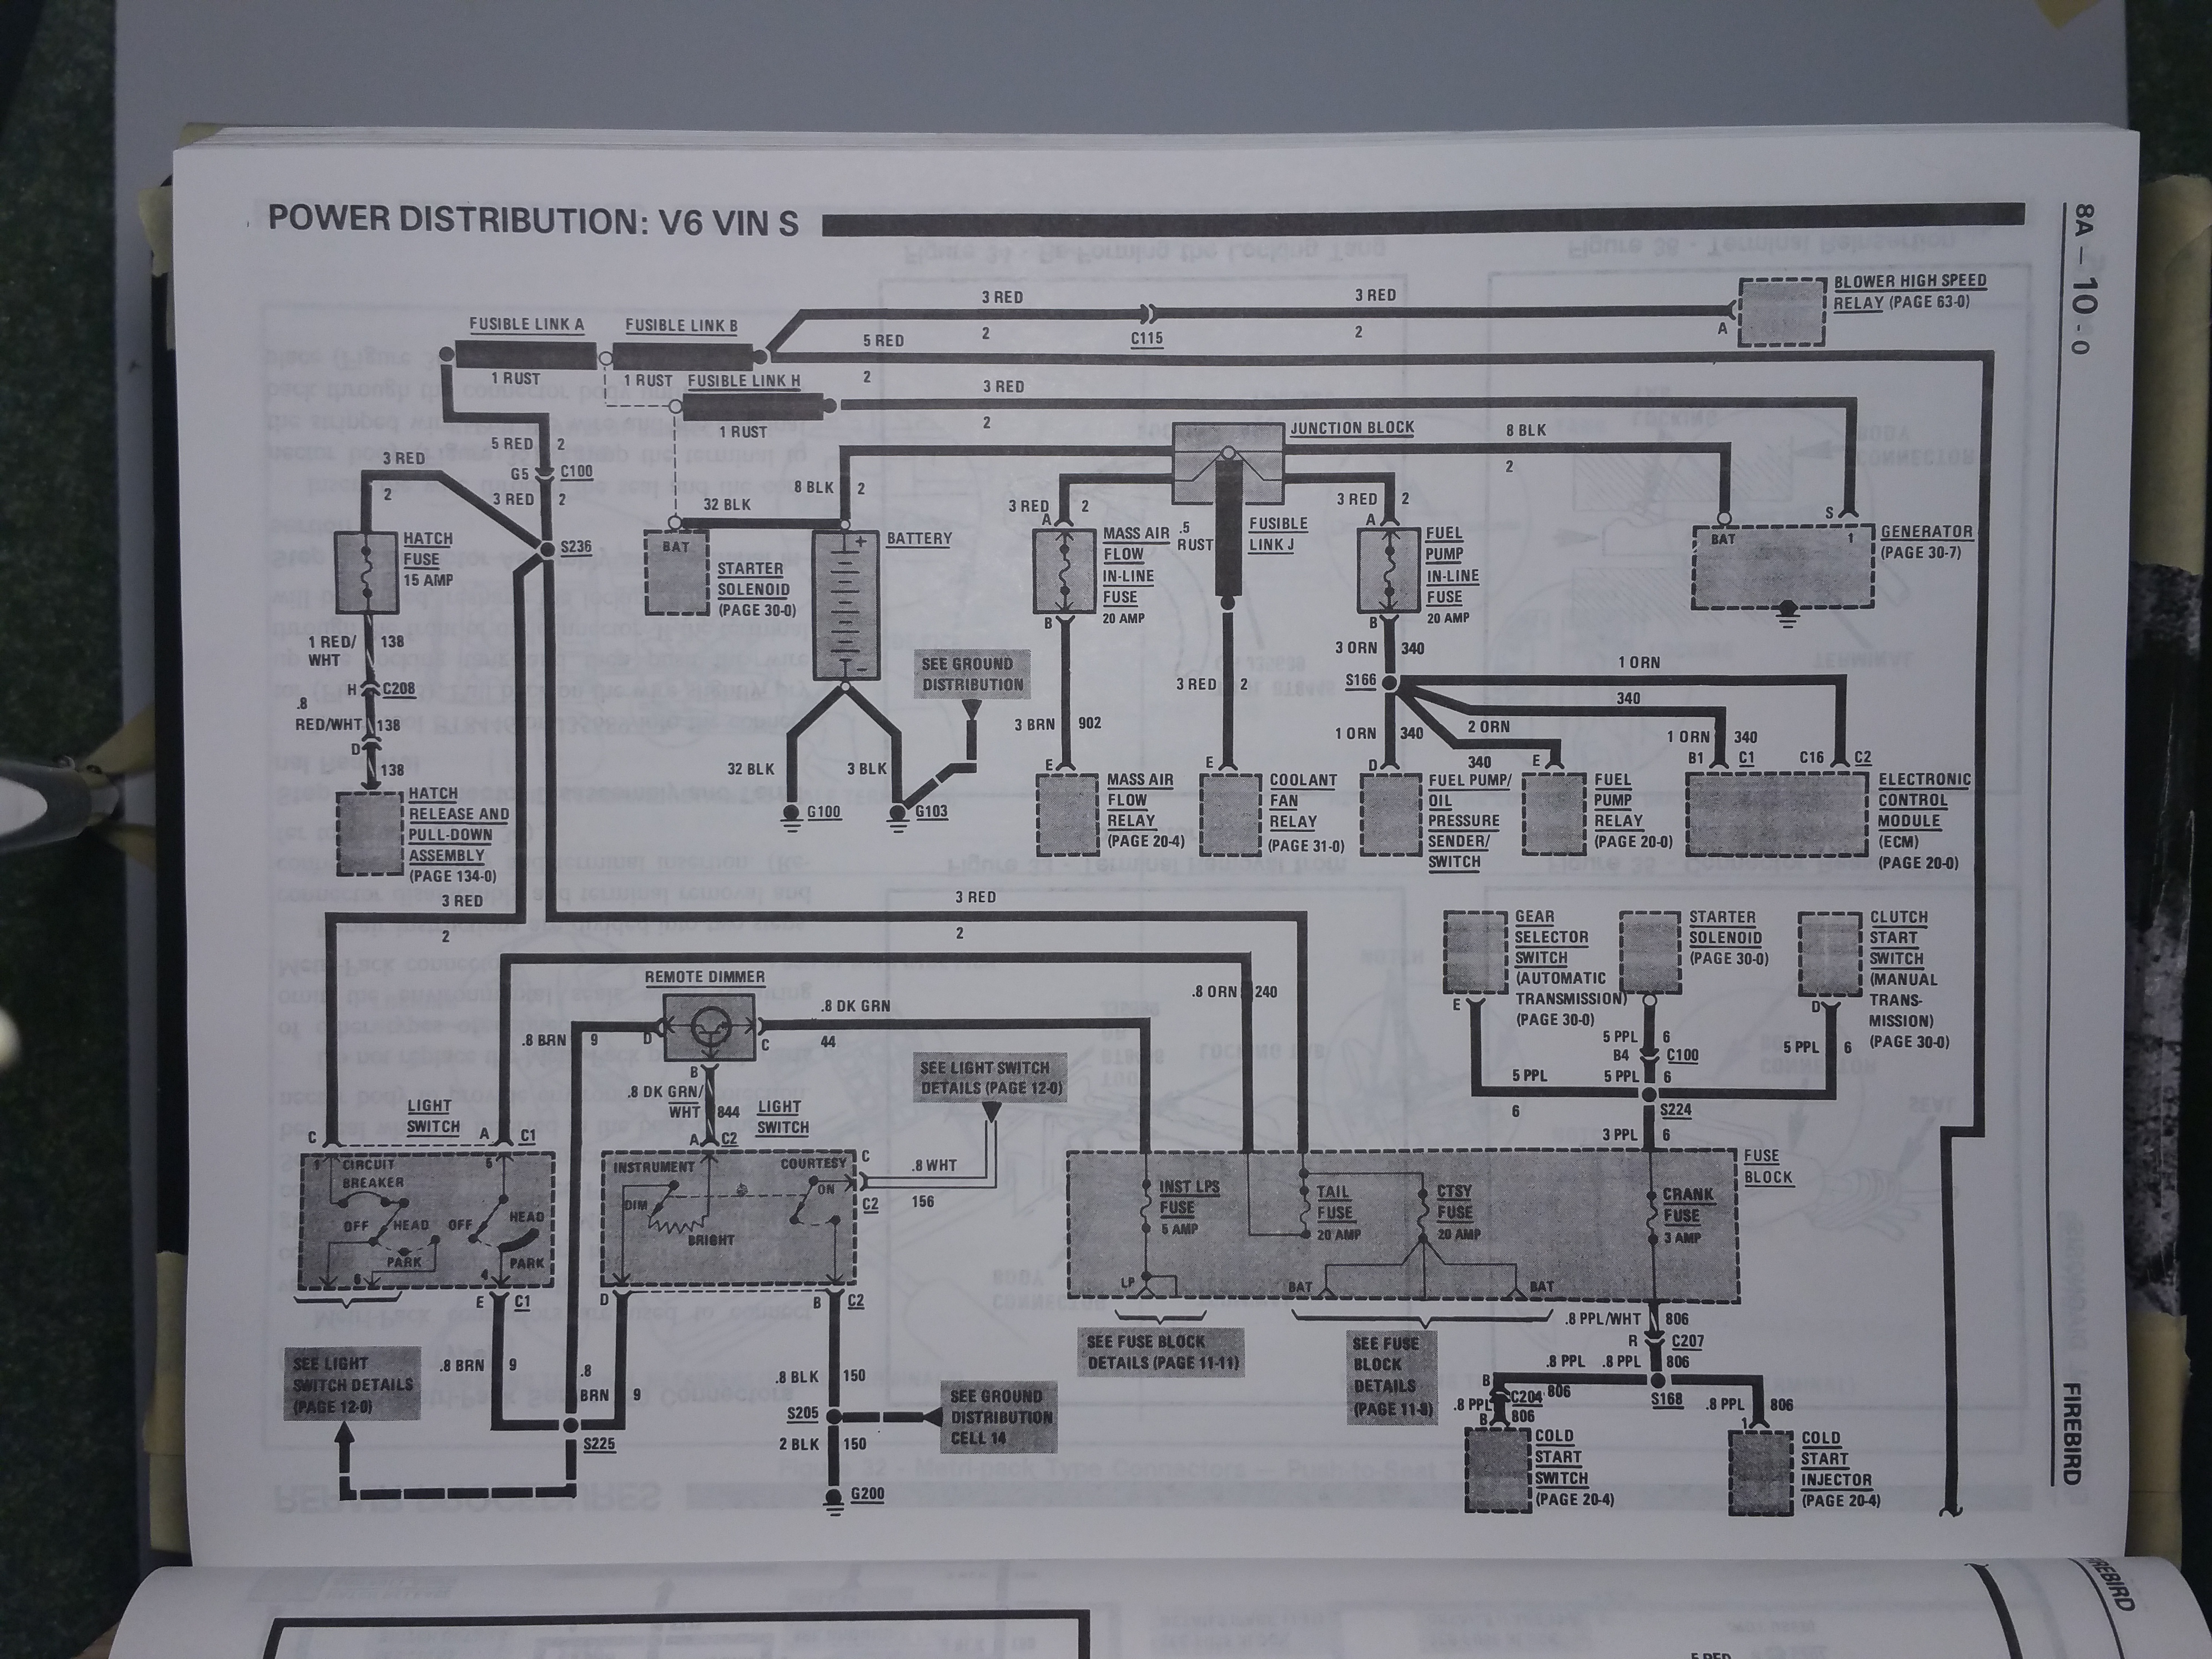 POWER DISTRIBUTION: V6 VIN S
8A — 10 - 0
FIREBIRD
FUSIBLE LINK A
FUSIBLE LINK B
1 RUST
1 RUST
FUSIBLE LINK H
1 RUST
3 RED
2
C115
3 RED
2
A
BLOWER HIGH SPEED
RELAY (PAGE 63-0)
5 RED
2
3 RED
2
5 RED
2
G5
C100
3 RED
2
3 RED
2
S236
HATCH
FUSE
15 AMP
1 RED/
WHT
138
H
C208
.8
RED/WHT
138
D
138
HATCH
RELEASE AND
PULL-DOWN
ASSEMBLY
(PAGE 134-0)
32 BLK
BAT
STARTER
SOLENOID
(PAGE 30-0)
8 BLK
2
BATTERY
+
−
32 BLK
G100
3 BLK
G103
SEE GROUND
DISTRIBUTION
JUNCTION BLOCK
8 BLK
2
3 RED
2
A
MASS AIR
FLOW
IN-LINE
FUSE
20 AMP
B
3 BRN
902
E
MASS AIR
FLOW
RELAY
(PAGE 20-4)
.5
RUST
FUSIBLE
LINK J
3 RED
2
E
COOLANT
FAN
RELAY
(PAGE 31-0)
3 RED
2
A
FUEL
PUMP
IN-LINE
FUSE
20 AMP
B
3 ORN
340
S166
1 ORN
340
D
FUEL PUMP/
OIL
PRESSURE
SENDER/
SWITCH
2 ORN
340
E
FUEL
PUMP
RELAY
(PAGE 20-0)
1 ORN
340
1 ORN
340
B1
C1
C16
C2
ELECTRONIC
CONTROL
MODULE
(ECM)
(PAGE 20-0)
S
BAT
1
GENERATOR
(PAGE 30-7)
3 RED
2
3 RED
2
REMOTE DIMMER
.8 BRN
9
D
C
B
.8 DK GRN
44
.8 DK GRN/
WHT
844
.8 ORN
240
SEE LIGHT SWITCH
DETAILS (PAGE 12-0)
LIGHT
SWITCH
C
A
C1
1
CIRCUIT
BREAKER
6
OFF
HEAD
PARK
6
OFF
HEAD
PARK
4
E
C1
LIGHT
SWITCH
A
C2
INSTRUMENT
DIM
BRIGHT
COURTESY
ON
C
C2
.8 WHT
156
D
B
C2
SEE LIGHT
SWITCH DETAILS
(PAGE 12-0)
.8 BRN
9
.8
BRN
9
S225
.8 BLK
150
S205
2 BLK
150
G200
SEE GROUND
DISTRIBUTION
CELL 14
GEAR
SELECTOR
SWITCH
(AUTOMATIC
TRANSMISSION)
(PAGE 30-0)
E
STARTER
SOLENOID
(PAGE 30-0)
CLUTCH
START
SWITCH
(MANUAL
TRANS-
MISSION)
(PAGE 30-0)
D
5 PPL
6
B4
C100
5 PPL
6
5 PPL
6
5 PPL
6
S224
3 PPL
6
FUSE
BLOCK
INST LPS
FUSE
5 AMP
LP
TAIL
FUSE
20 AMP
CTSY
FUSE
20 AMP
BAT
BAT
CRANK
FUSE
3 AMP
SEE FUSE BLOCK
DETAILS (PAGE 11-11)
SEE FUSE
BLOCK
DETAILS
(PAGE 11-8)
.8 PPL/WHT
806
R
C207
.8 PPL
806
.8 PPL
806
S168
B
C204
.8 PPL
806
B
COLD
START
SWITCH
(PAGE 20-4)
.8 PPL
806
1
COLD
START
INJECTOR
(PAGE 20-4)
FIREBIRD
5 RED